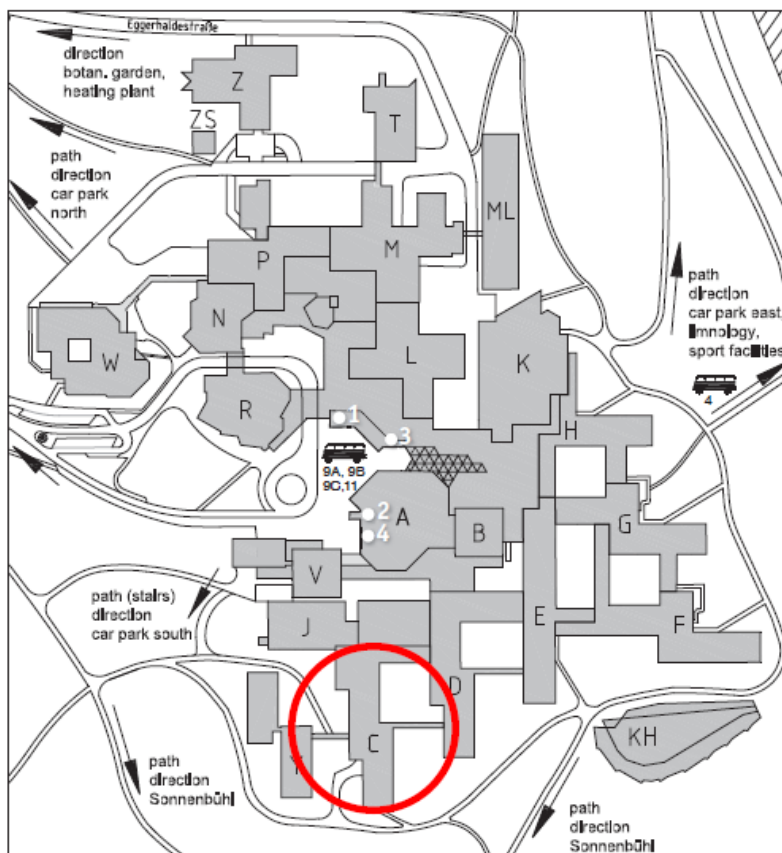 Eggerhaldestraße
direction
botan. garden,
heating plant
Z
ZS
T
path
direction
car park
north
ML
P
M
N
W
L
K
path
direction
car park east,
limnology,
sport facilities
4
R
1
3
H
9A, 9B
9C,11
2
A
4
B
G
V
E
path (stairs)
direction
car park south
J
F
D
C
Y
KH
path
direction
Sonnenbühl
path
direction
Sonnenbühl